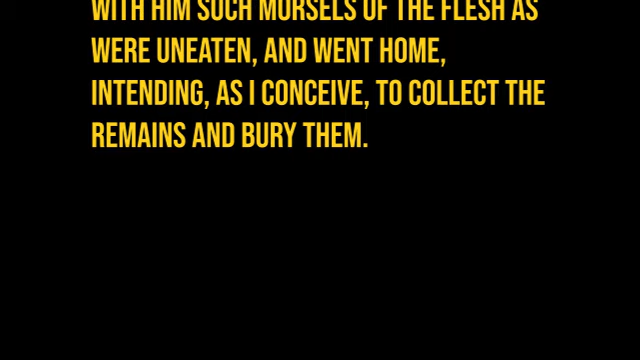 WITH HIM SUCH MORSELS OF THE FLESH AS
WERE UNEATEN, AND WENT HOME,
INTENDING, AS I CONCEIVE, TO COLLECT THE
REMAINS AND BURY THEM.